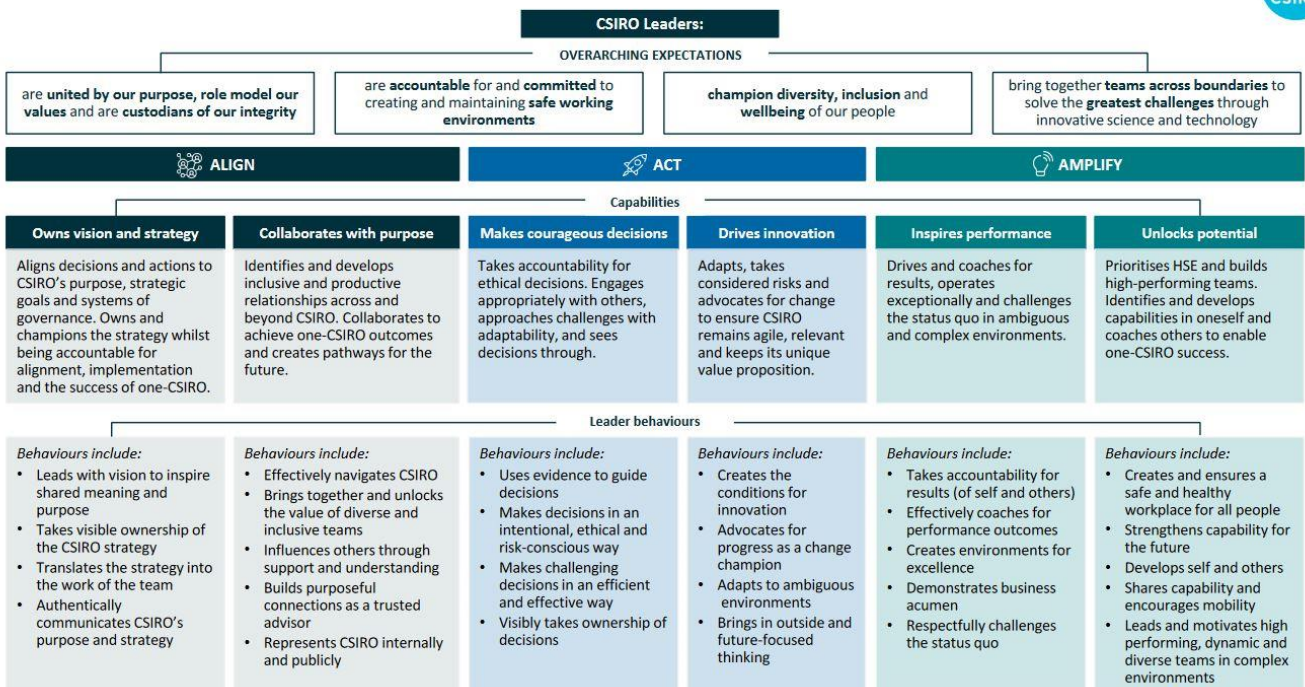 CSIRO Leaders:
OVERARCHING EXPECTATIONS
are united by our purpose, role model our
values and are custodians of our integrity
are accountable for and committed to
creating and maintaining safe working
environments
champion diversity, inclusion and
wellbeing of our people
bring together teams across boundaries to
solve the greatest challenges through
innovative science and technology
ALIGN
ACT
AMPLIFY
Capabilities
Owns vision and strategy
Aligns decisions and actions to
CSIRO's purpose, strategic
goals and systems of
governance. Owns and
champions the strategy whilst
being accountable for
alignment, implementation
and the success of one-CSIRO.
Collaborates with purpose
Identifies and develops
inclusive and productive
relationships across and
beyond CSIRO. Collaborates to
achieve one-CSIRO outcomes
and creates pathways for the
future.
Makes courageous decisions
Takes accountability for
ethical decisions. Engages
appropriately with others,
approaches challenges with
adaptability, and sees
decisions through.
Drives innovation
Adapts, takes
considered risks and
advocates for change
to ensure CSIRO
remains agile, relevant
and keeps its unique
value proposition.
Inspires performance
Drives and coaches for
results, operates
exceptionally and challenges
the status quo in ambiguous
and complex environments.
Unlocks potential
Prioritises HSE and builds
high-performing teams.
Identifies and develops
capabilities in oneself and
coaches others to enable
one-CSIRO success.
Leader behaviours
Behaviours include:
• Leads with vision to inspire
shared meaning and
purpose
• Takes visible ownership of
the CSIRO strategy
• Translates the strategy into
the work of the team
• Authentically
communicates CSIRO's
purpose and strategy
Behaviours include:
• Effectively navigates CSIRO
• Brings together and unlocks
the value of diverse and
inclusive teams
• Influences others through
support and understanding
• Builds purposeful
connections as a trusted
advisor
• Represents CSIRO internally
and publicly
Behaviours include:
• Uses evidence to guide
decisions
• Makes decisions in an
intentional, ethical and
risk-conscious way
• Makes challenging
decisions in an efficient
and effective way
• Visibly takes ownership of
decisions
Behaviours include:
• Creates the
conditions for
innovation
• Advocates for
progress as a change
champion
• Adapts to ambiguous
environments
• Brings in outside and
future-focused
thinking
Behaviours include:
• Takes accountability for
results (of self and others)
• Effectively coaches for
performance outcomes
• Creates environments for
excellence
• Demonstrates business
acumen
• Respectfully challenges
the status quo
Behaviours include:
• Creates and ensures a
safe and healthy
workplace for all people
• Strengthens capability for
the future
• Develops self and others
• Shares capability and
encourages mobility
• Leads and motivates high
performing, dynamic and
diverse teams in complex
environments